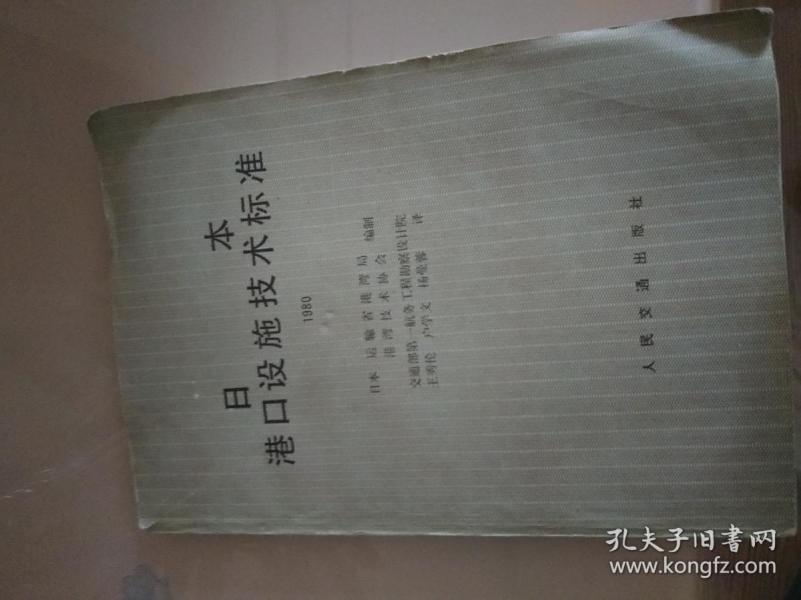 日本
港口设施技术标准
1980
日本 运输省港湾局 编制
港湾技术协会
交通部第一航务工程勘察设计院
王秀伦 卢学文 杨曼蓉 译
人民交通出版社
孔夫子旧書网
www.kongfz.com